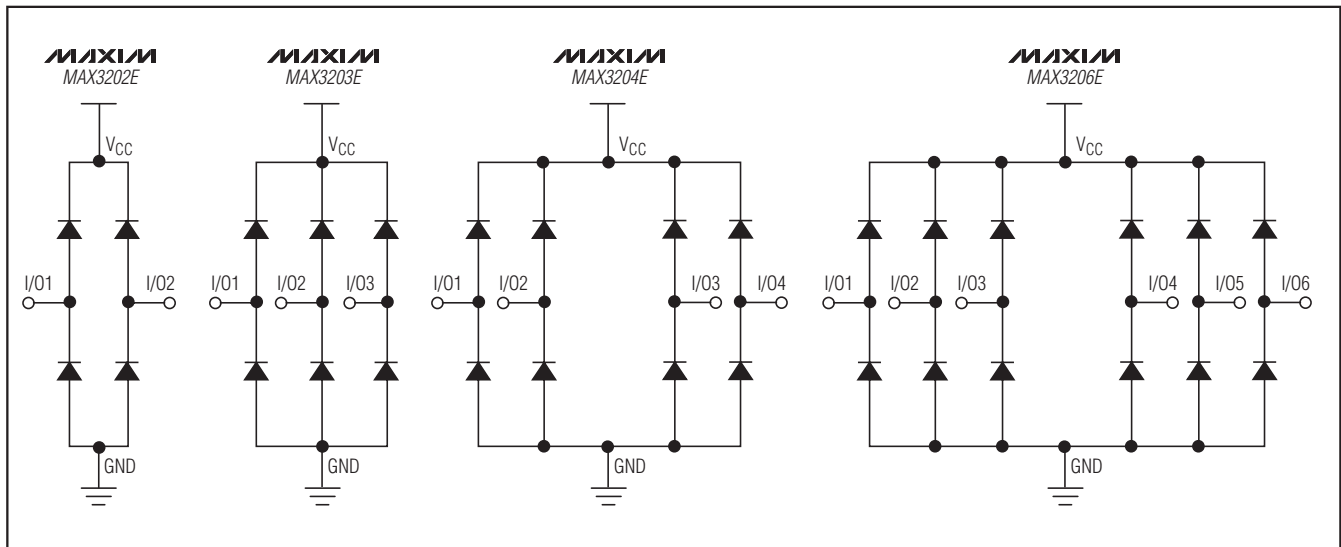 MAXIM MAXIM MAXIM MAXIM
MAX3202E MAX3203E MAX3204E MAX3206E
VCC VCC VCC VCC
I/O1 I/O2 I/O1 I/O2 I/O3 I/O1 I/O2 I/O3 I/O4 I/O1 I/O2 I/O3 I/O4 I/O5 I/O6
GND GND GND GND